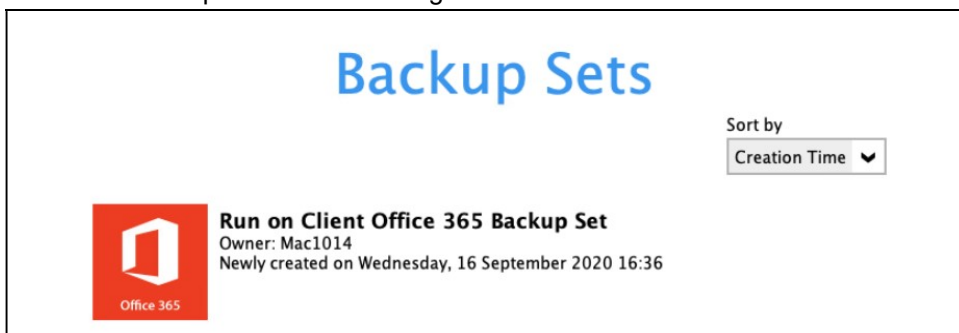 Backup Sets
Sort by
Creation Time
Run on Client Office 365 Backup Set
Owner: Mac1014
Newly created on Wednesday, 16 September 2020 16:36
Office 365